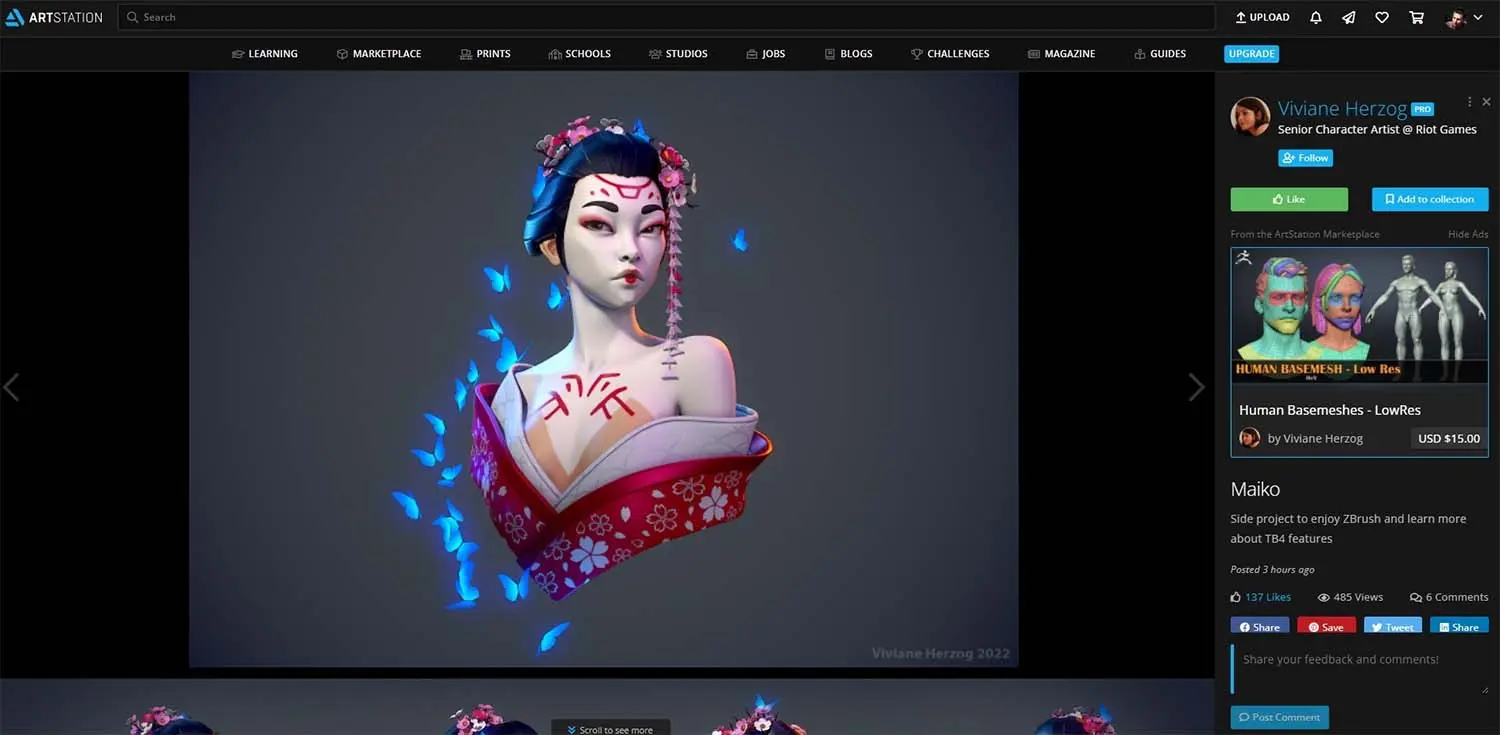 ARTSTATION
Search
UPLOAD
LEARNING
MARKETPLACE
PRINTS
SCHOOLS
STUDIOS
JOBS
BLOGS
CHALLENGES
MAGAZINE
GUIDES
UPGRADE
Viviane Herzog PRO
Senior Character Artist @ Riot Games
Follow
Like
Add to collection
From the ArtStation Marketplace
Hide Ads
HUMAN BASEMESH - Low Res
Human Basemeshes - LowRes
by Viviane Herzog
USD $15.00
Maiko
Side project to enjoy ZBrush and learn more
about TB4 features
Posted 3 hours ago
137 Likes
485 Views
6 Comments
Share
Save
Tweet
Share
Share your feedback and comments!
Post Comment
Viviane Herzog 2022
Scroll to see more